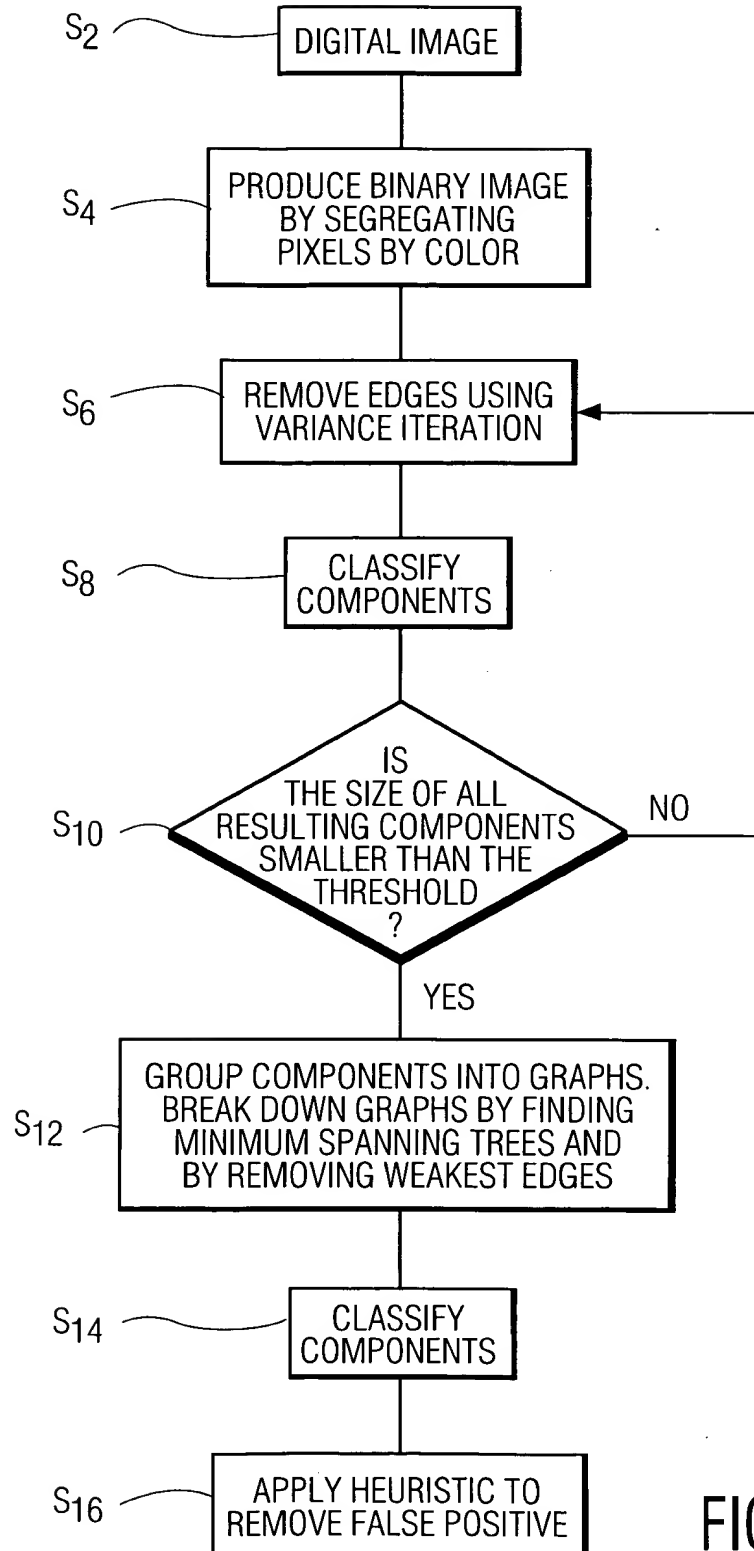 S2
DIGITAL IMAGE
S4
PRODUCE BINARY IMAGE
BY SEGREGATING
PIXELS BY COLOR
S6
REMOVE EDGES USING
VARIANCE ITERATION
S8
CLASSIFY
COMPONENTS
S10
IS
THE SIZE OF ALL
RESULTING COMPONENTS
SMALLER THAN THE
THRESHOLD
?
NO
YES
S12
GROUP COMPONENTS INTO GRAPHS.
BREAK DOWN GRAPHS BY FINDING
MINIMUM SPANNING TREES AND
BY REMOVING WEAKEST EDGES
S14
CLASSIFY
COMPONENTS
S16
APPLY HEURISTIC TO
REMOVE FALSE POSITIVE